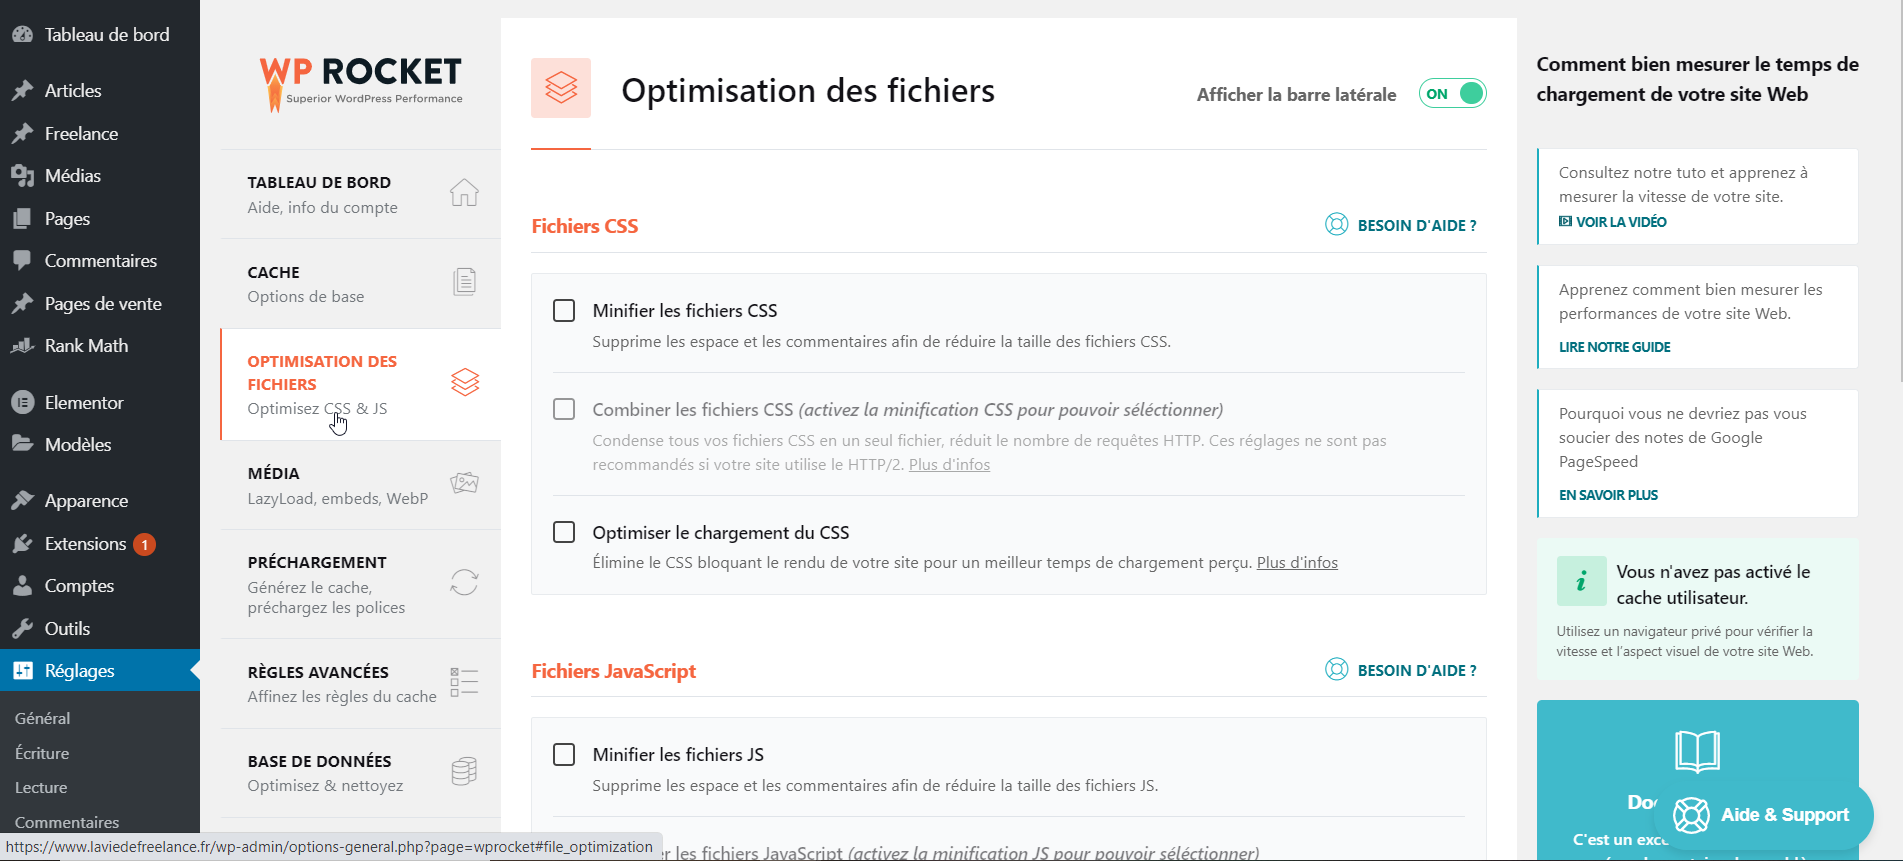 Tableau de bord
Articles
Freelance
Médias
Pages
Commentaires
Pages de vente
Rank Math
Elementor
Modèles
Apparence
Extensions 1
Comptes
Outils
Réglages
Général
Écriture
Lecture
Commentaires
https://www.laviedefreelance.fr/wp-admin/options-general.php?page=wprocket#file_optimization
WP ROCKET
Superior WordPress Performance
TABLEAU DE BORD
Aide, info du compte
CACHE
Options de base
OPTIMISATION DES
FICHIERS
Optimisez CSS & JS
MÉDIA
LazyLoad, embeds, WebP
PRÉCHARGEMENT
Générez le cache,
préchargez les polices
RÈGLES AVANCÉES
Affinez les règles du cache
BASE DE DONNÉES
Optimisez & nettoyez
Optimisation des fichiers
Afficher la barre latérale
ON
Fichiers CSS
BESOIN D'AIDE ?
Minifier les fichiers CSS
Supprime les espace et les commentaires afin de réduire la taille des fichiers CSS.
Combiner les fichiers CSS (activez la minification CSS pour pouvoir séléctionner)
Condense tous vos fichiers CSS en un seul fichier, réduit le nombre de requêtes HTTP. Ces réglages ne sont pas
recommandés si votre site utilise le HTTP/2. Plus d'infos
Optimiser le chargement du CSS
Élimine le CSS bloquant le rendu de votre site pour un meilleur temps de chargement perçu. Plus d'infos
Fichiers JavaScript
BESOIN D'AIDE ?
Minifier les fichiers JS
Supprime les espace et les commentaires afin de réduire la taille des fichiers JS.
les fichiers JavaScript (activez la minification JS pour pouvoir séléctionner)
Comment bien mesurer le temps de
chargement de votre site Web
Consultez notre tuto et apprenez à
mesurer la vitesse de votre site.
VOIR LA VIDÉO
Apprenez comment bien mesurer les
performances de votre site Web.
LIRE NOTRE GUIDE
Pourquoi vous ne devriez pas vous
soucier des notes de Google
PageSpeed
EN SAVOIR PLUS
i
Vous n'avez pas activé le
cache utilisateur.
Utilisez un navigateur privé pour vérifier la
vitesse et l'aspect visuel de votre site Web.
Aide & Support
C'est un